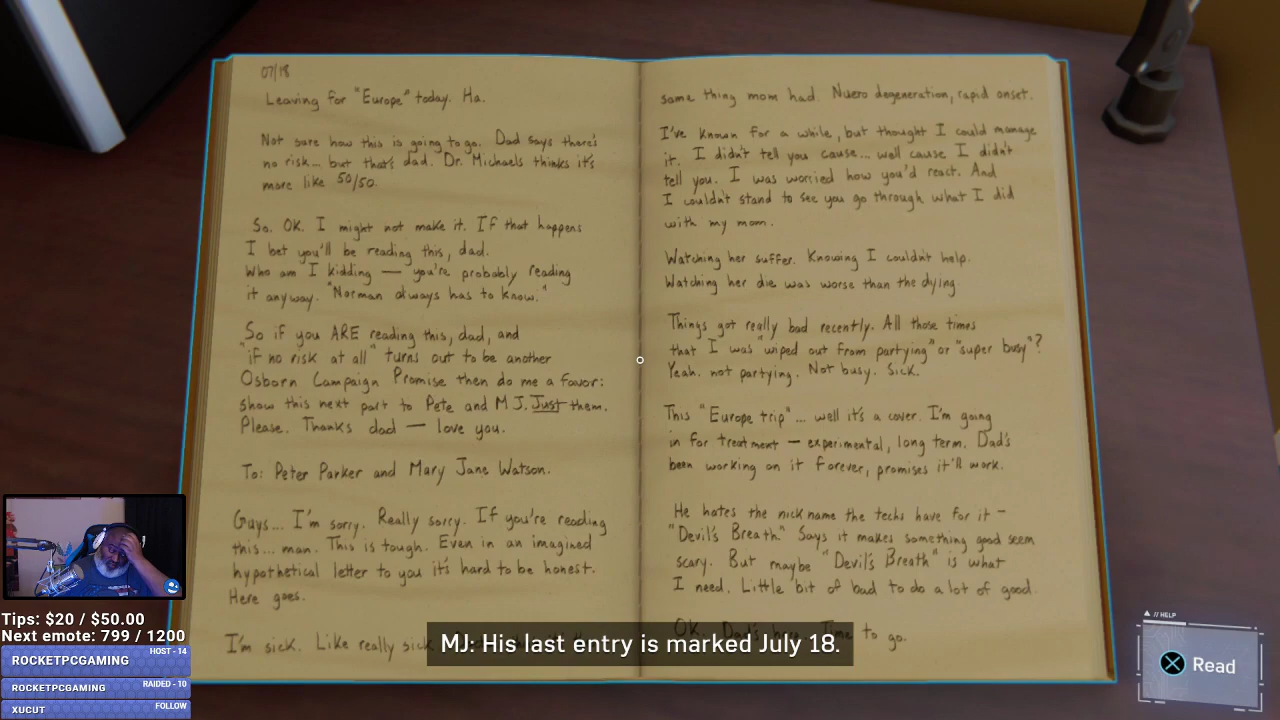 07/18
Leaving for "Europe" today. Ha.
Not sure how this is going to go. Dad says there's
no risk... but that's dad. Dr. Michaels thinks it's
more like 50/50.
So. OK. I might not make it. If that happens
I bet you'll be reading this, dad.
Who am I kidding — you're probably reading
it anyway. "Norman always has to know."
So if you ARE reading this, dad, and
"if no risk at all" turns out to be another
Osborn Campaign Promise then do me a favor:
show this next part to Pete and MJ. Just them.
Please. Thanks dad — love you.
To: Peter Parker and Mary Jane Watson.
Guys... I'm sorry. Really sorry. If you're reading
this... man. This is tough. Even in an imagined
hypothetical letter to you it's hard to be honest.
Here goes.
I'm sick. Like really sick
same thing mom had. Nuero degeneration, rapid onset.
I've known for a while, but thought I could manage
it. I didn't tell you cause... well cause I didn't
tell you. I was worried how you'd react. And
I couldn't stand to see you go through what I did
with my mom.
Watching her suffer. Knowing I couldn't help.
Watching her die was worse than the dying.
Things got really bad recently. All those times
that I was "wiped out from partying" or "super busy"?
Yeah. not partying. Not busy. Sick.
This "Europe trip"... well it's a cover. I'm going
in for treatment — experimental, long term. Dad's
been working on it forever, promises it'll work.
He hates the nickname the techs have for it —
"Devil's Breath" Says it makes something good seem
scary. But maybe "Devil's Breath" is what
I need. Little bit of bad to do a lot of good.
OK. Dad's here. Time to go.
MJ: His last entry is marked July 18.
// HELP
Read
Tips: $20 / $50.00
Next emote: 799 / 1200
HOST - 14
ROCKETPCGAMING
RAIDED - 10
ROCKETPCGAMING
FOLLOW
XUCUT